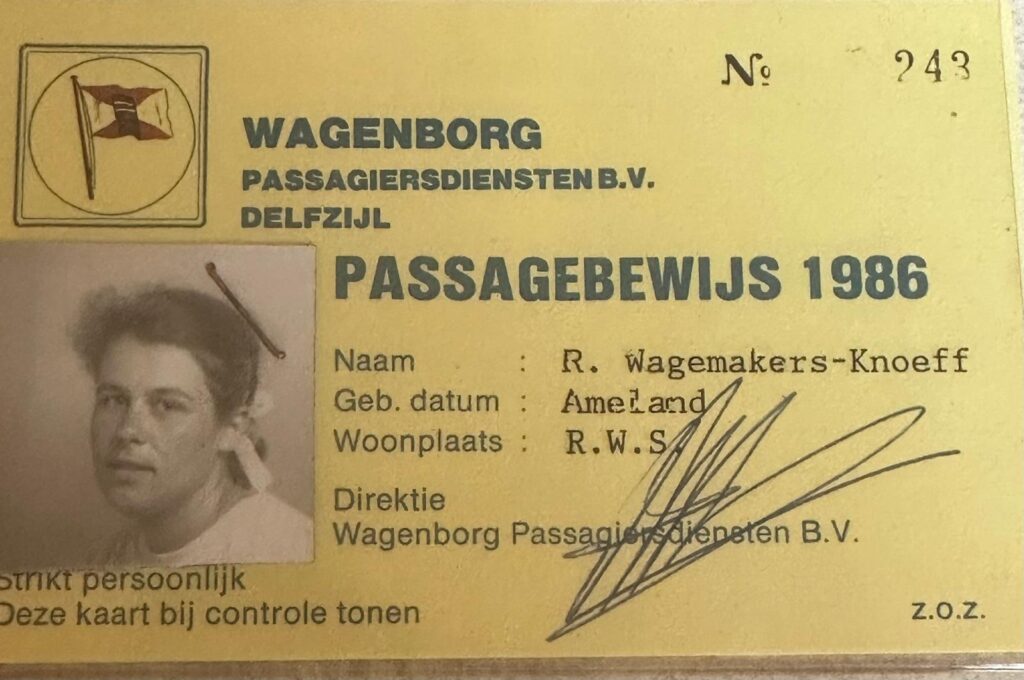 Nº 243
WAGENBORG
PASSAGIERSDIENSTEN B.V.
DELFZIJL
PASSAGEBEWIJS 1986
Naam : R. Wagemakers-Knoeff
Geb. datum : Ameland
Woonplaats : R.W.S.
Direktie
Wagenborg Passagiersdiensten B.V.
Strikt persoonlijk
Deze kaart bij controle tonen
z.o.z.